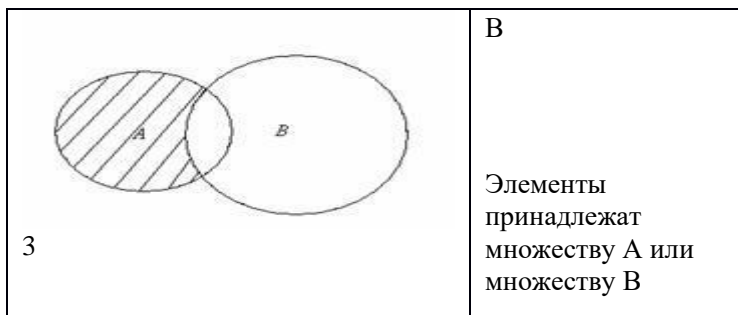 A
B
3
В
Элементы
принадлежат
множеству А или
множеству В